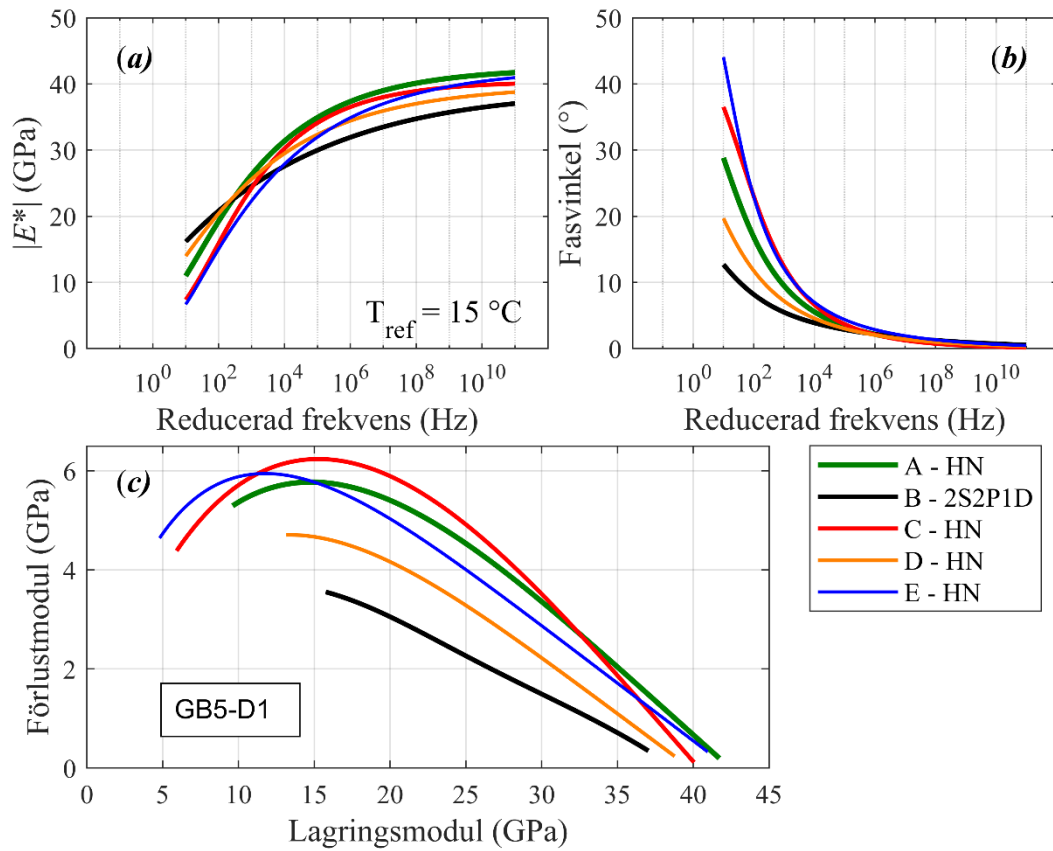 50
40
30
20
10
0
|E*| (GPa)
(a)
T_ref = 15 °C
10^0 10^2 10^4 10^6 10^8 10^10
Reducerad frekvens (Hz)
50
40
30
20
10
0
Fasvinkel (°)
(b)
10^0 10^2 10^4 10^6 10^8 10^10
Reducerad frekvens (Hz)
6
4
2
0
Förlustmodul (GPa)
(c)
GB5-D1
0 5 10 15 20 25 30 35 40 45
Lagringsmodul (GPa)
A - HN
B - 2S2P1D
C - HN
D - HN
E - HN